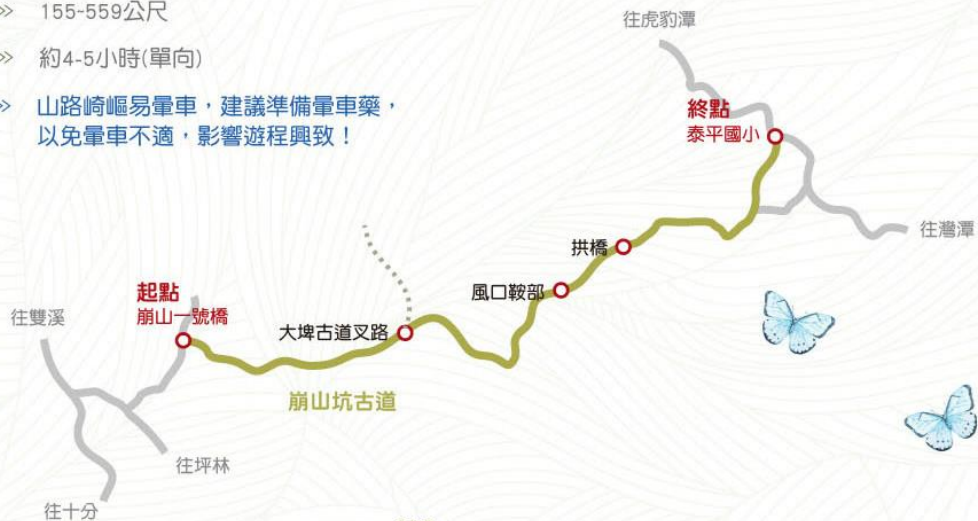 155-559公尺
約4-5小時(單向)
山路崎嶇易暈車，建議準備暈車藥，
以免暈車不適，影響遊程興致！
往虎豹潭
終點
泰平國小
往灣潭
拱橋
風口鞍部
起點
崩山一號橋
往雙溪
大埤古道叉路
崩山坑古道
往坪林
往十分